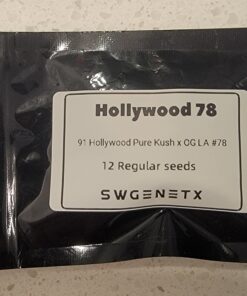 Hollywood 78
91 Hollywood Pure Kush x OG LA #78
12 Regular seeds
SWGENETX